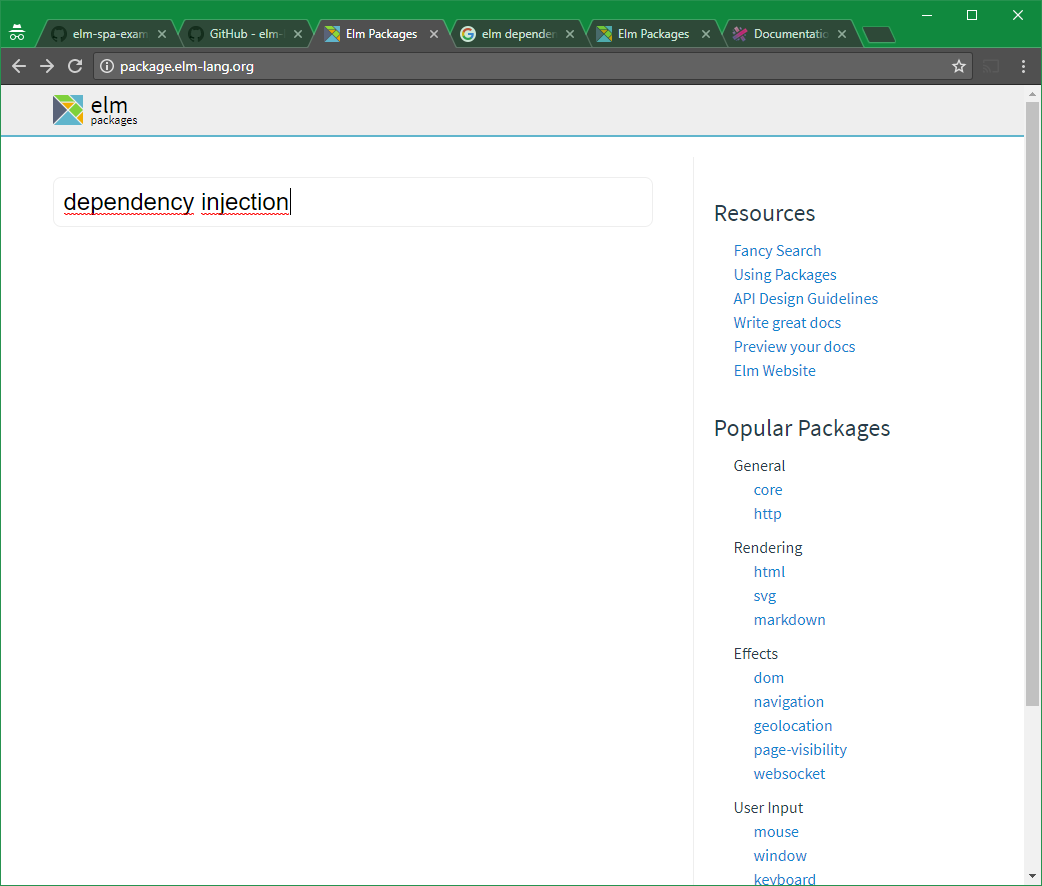 elm-spa-exam
GitHub - elm-
Elm Packages
elm depender
Elm Packages
Documentatio
package.elm-lang.org
elm
packages
dependency injection
Resources
Fancy Search
Using Packages
API Design Guidelines
Write great docs
Preview your docs
Elm Website
Popular Packages
General
core
http
Rendering
html
svg
markdown
Effects
dom
navigation
geolocation
page-visibility
websocket
User Input
mouse
window
keyboard